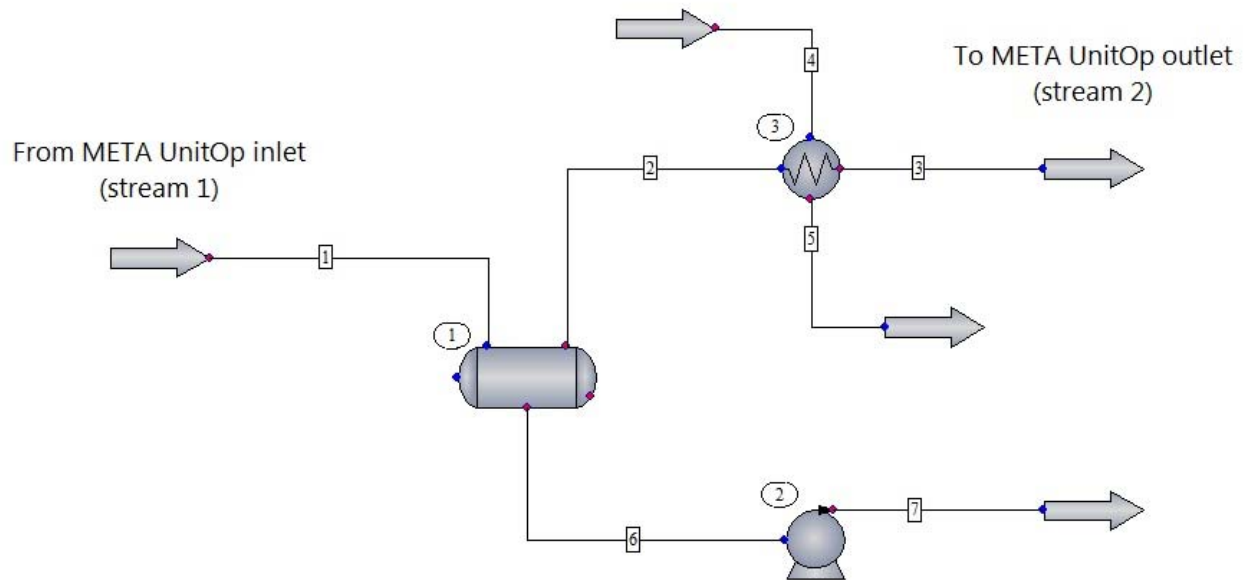 4
To META UnitOp outlet
(stream 2)
3
From META UnitOp inlet
(stream 1)
2
3
5
1
1
2
7
6